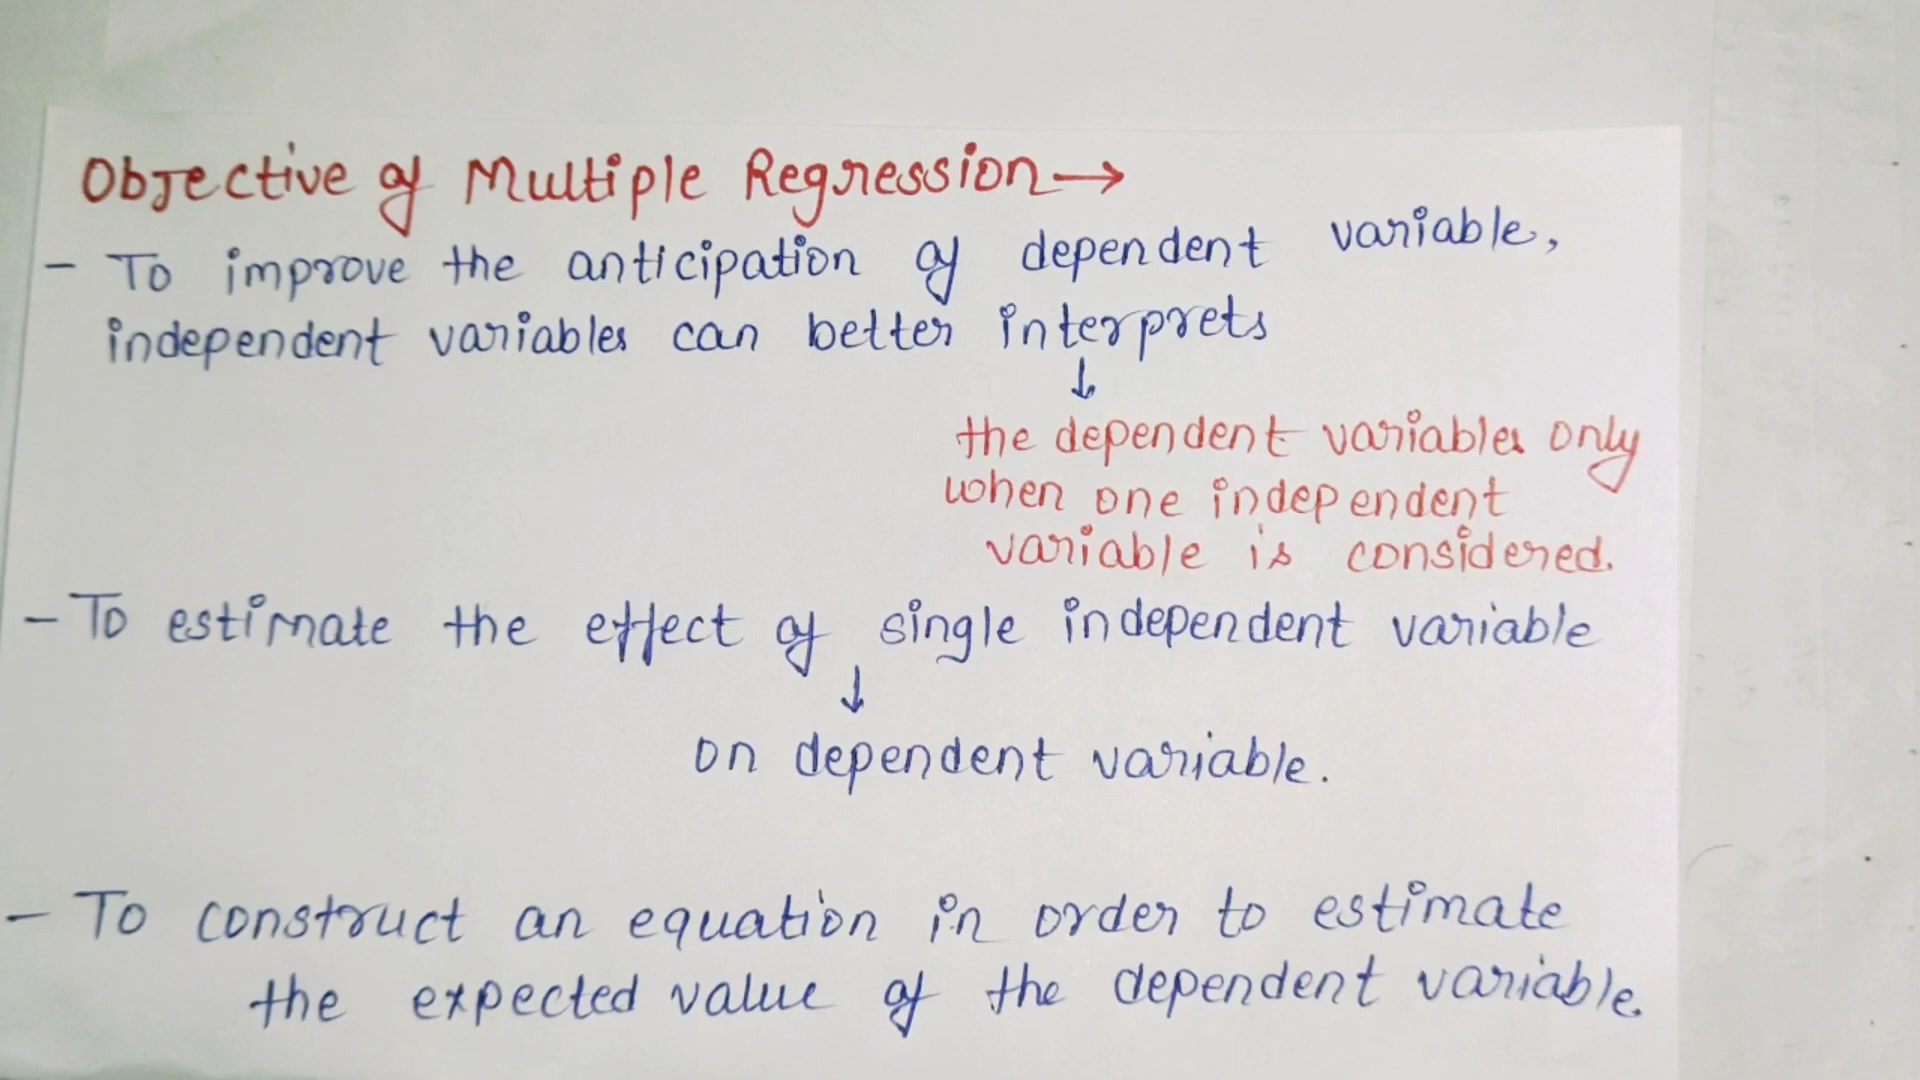 Objective of Multiple Regression→
- To improve the anticipation of dependent variable,
independent variables can better interprets
↓
the dependent variables only
when one independent
variable is considered.
- To estimate the effect of single independent variable
↓
on dependent variable.
- To construct an equation in order to estimate
the expected value of the dependent variable.